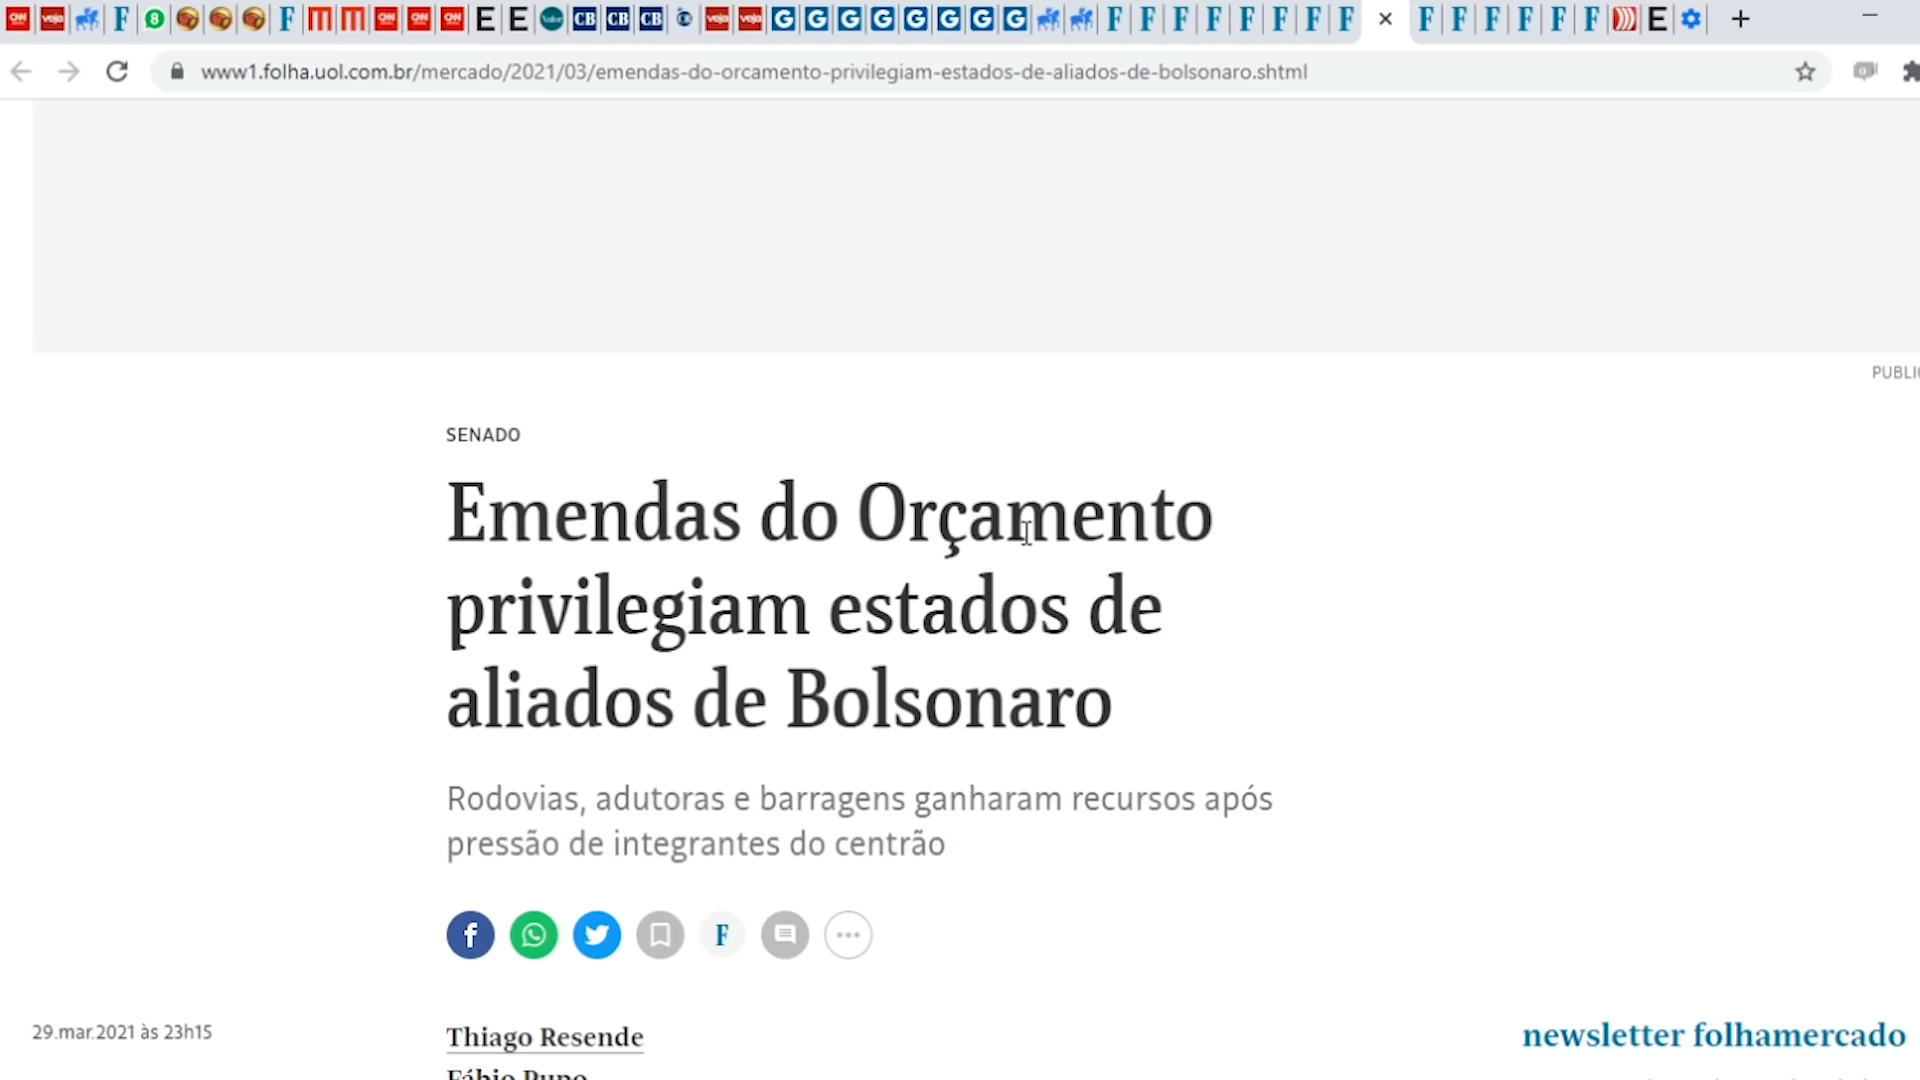 www1.folha.uol.com.br/mercado/2021/03/emendas-do-orcamento-privilegiam-estados-de-aliados-de-bolsonaro.shtml
SENADO
Emendas do Orçamento
privilegiam estados de
aliados de Bolsonaro
Rodovias, adutoras e barragens ganharam recursos após
pressão de integrantes do centrão
F
29.mar.2021 às 23h15
Thiago Resende
Fábio Pupo
newsletter folhamercado